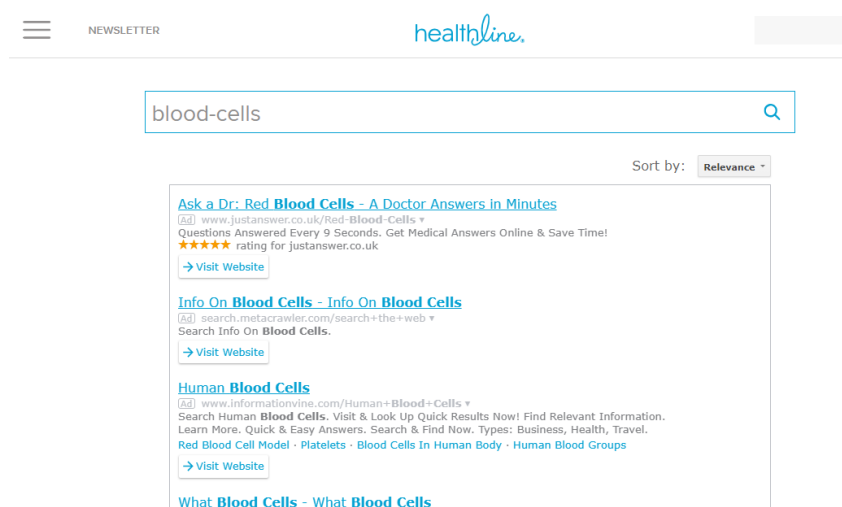 NEWSLETTER
healthline.
blood-cells
Sort by: Relevance
Ask a Dr: Red Blood Cells - A Doctor Answers in Minutes
Ad www.justanswer.co.uk/Red-Blood-Cells
Questions Answered Every 9 Seconds. Get Medical Answers Online & Save Time!
rating for justanswer.co.uk
Visit Website
Info On Blood Cells - Info On Blood Cells
Ad search.metacrawler.com/search+the+web
Search Info On Blood Cells.
Visit Website
Human Blood Cells
Ad www.informationvine.com/Human+Blood+Cells
Search Human Blood Cells. Visit & Look Up Quick Results Now! Find Relevant Information.
Learn More. Quick & Easy Answers. Search & Find Now. Types: Business, Health, Travel.
Red Blood Cell Model · Platelets · Blood Cells In Human Body · Human Blood Groups
Visit Website
What Blood Cells - What Blood Cells